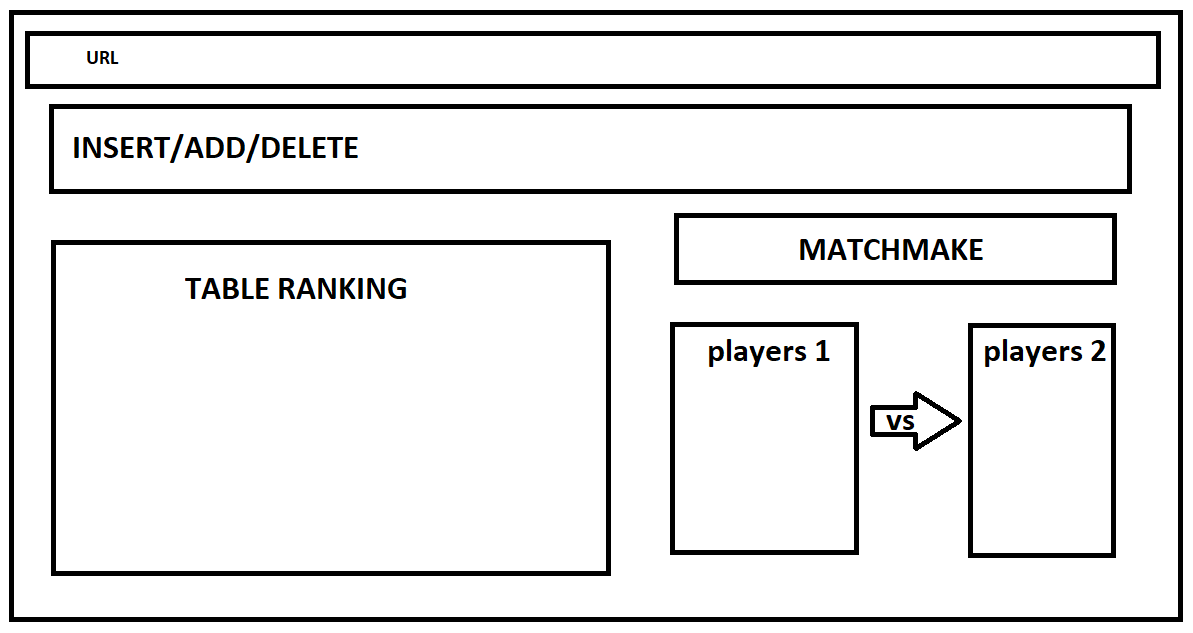 URL
INSERT/ADD/DELETE
TABLE RANKING
MATCHMAKE
players 1
vs
players 2